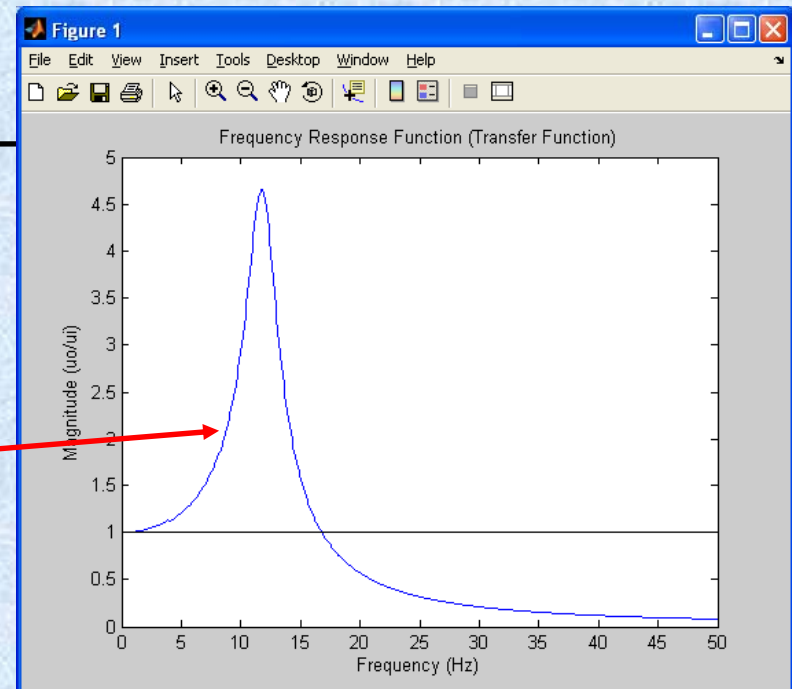 Figure 1
File Edit View Insert Tools Desktop Window Help
Frequency Response Function (Transfer Function)
5
4.5
4
3.5
3
2.5
2
1.5
1
0.5
0
Magnitude (uo/ui)
0 5 10 15 20 25 30 35 40 45 50
Frequency (Hz)